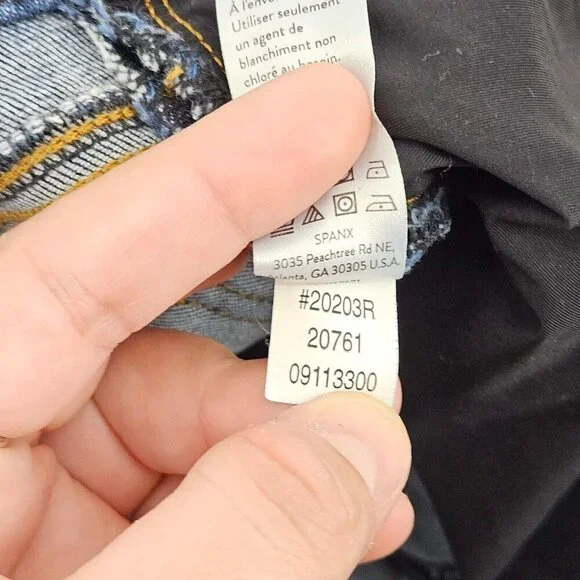 À l'env
Utiliser seulement
un agent de
blanchiment non
chloré au besoin.
SPANX
3035 Peachtree Rd NE,
Atlanta, GA 30305 U.S.A.
#20203R
20761
09113300